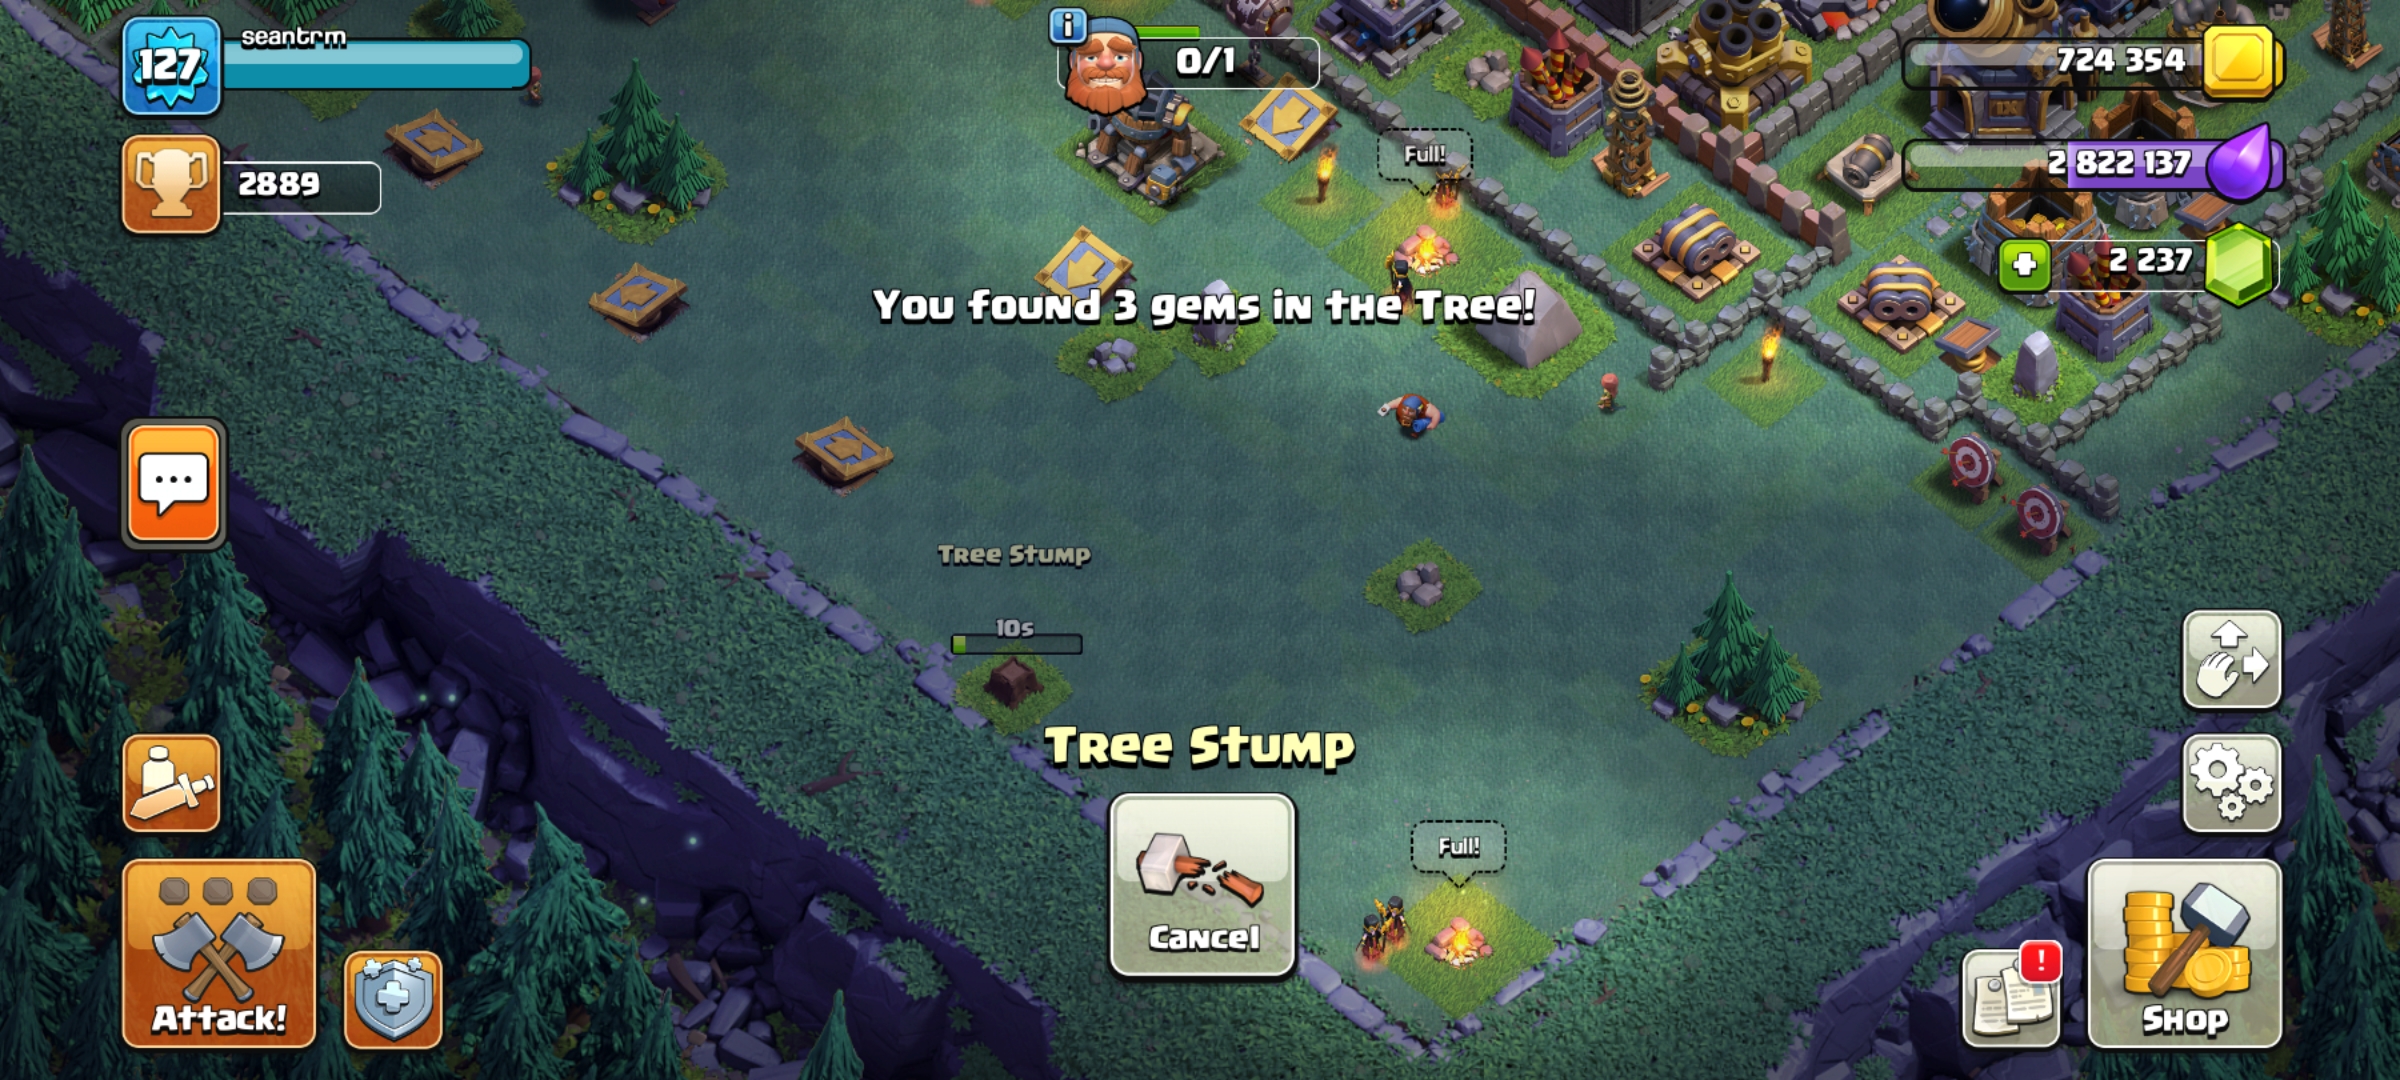 127
seantrm
i
0/1
724 354
2889
Full!
2 822 137
2 237
You found 3 gems in the Tree!
Tree Stump
10s
Tree Stump
Cancel
Full!
Attack!
!
Shop